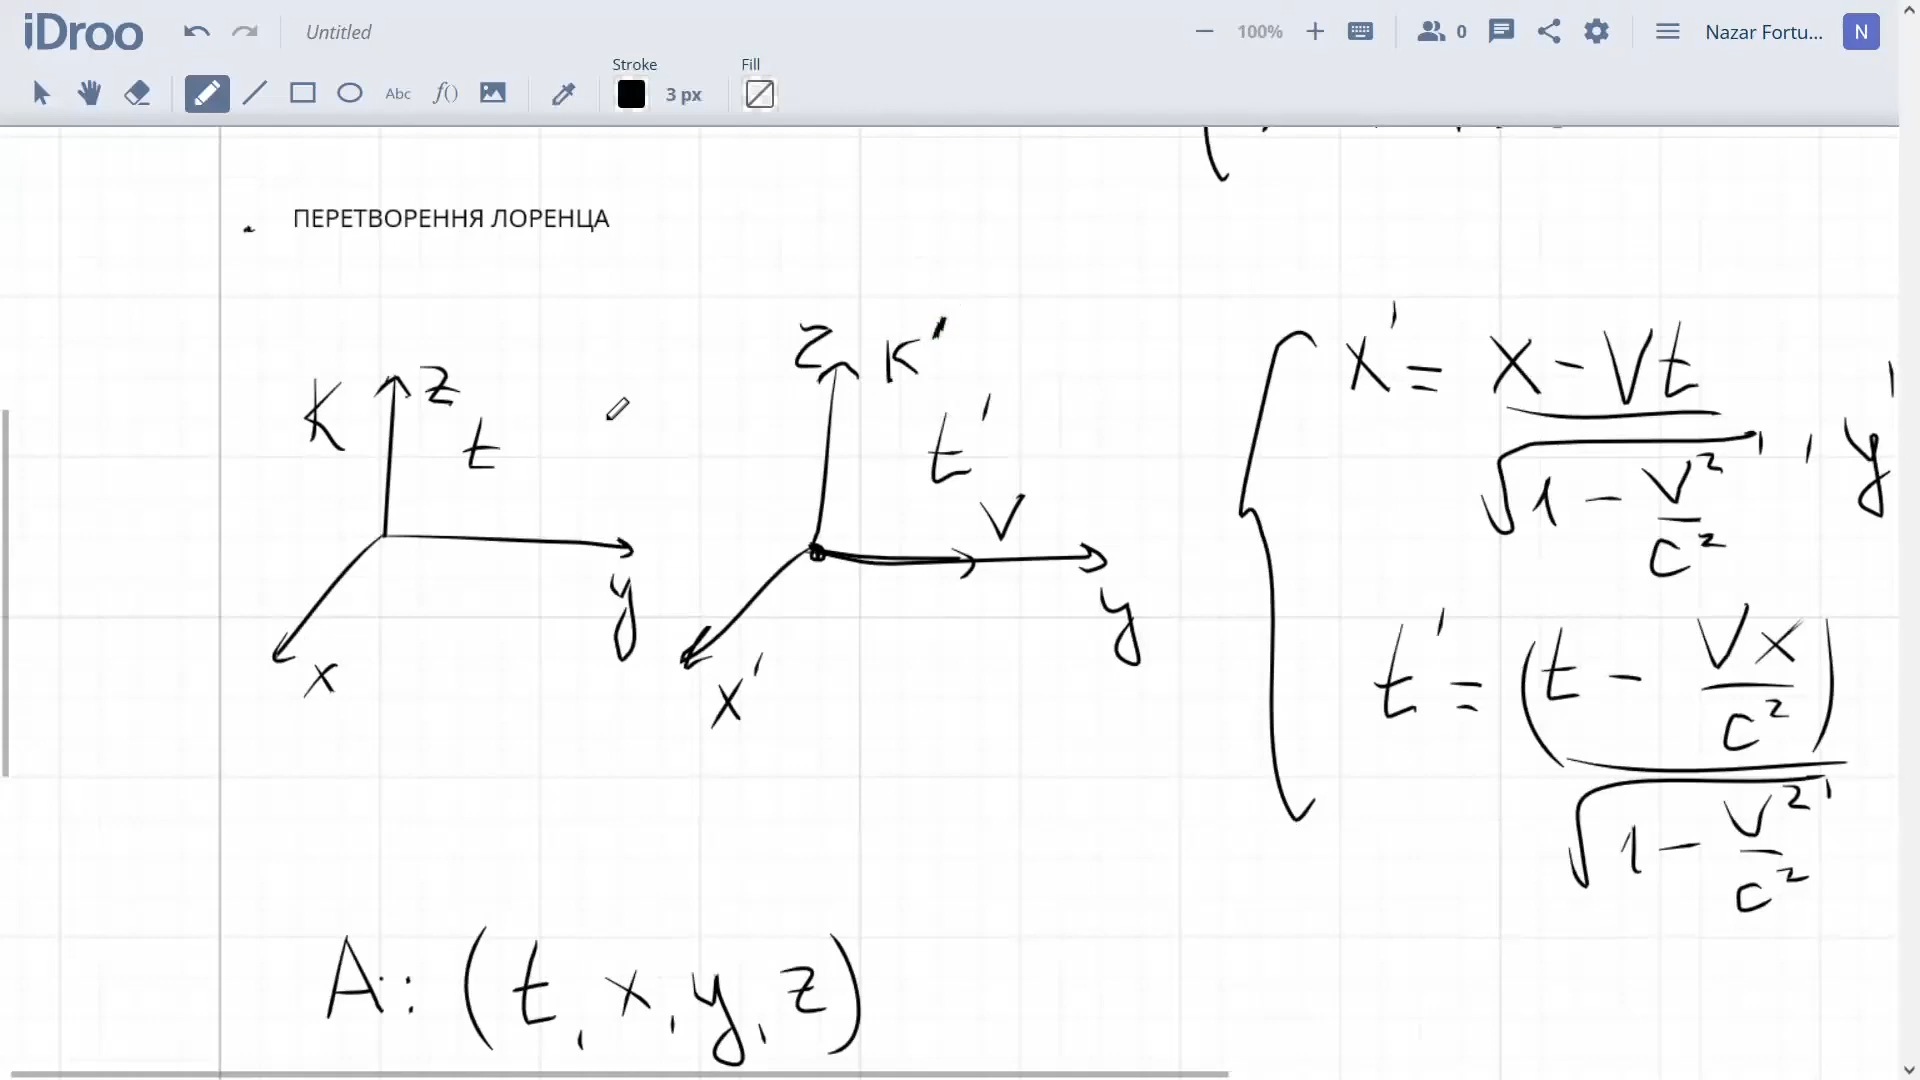 iDroo Untitled 100% 0 Nazar Fortu... N
Stroke Fill
Abc f() 3 px
ПЕРЕТВОРЕННЯ ЛОРЕНЦА
K z t y x
z K' t' V y x'
x' = (x - Vt) / √(1 - V²/c²), y'
t' = (t - Vx/c²) / √(1 - V²/c²)
A: (t, x, y, z)